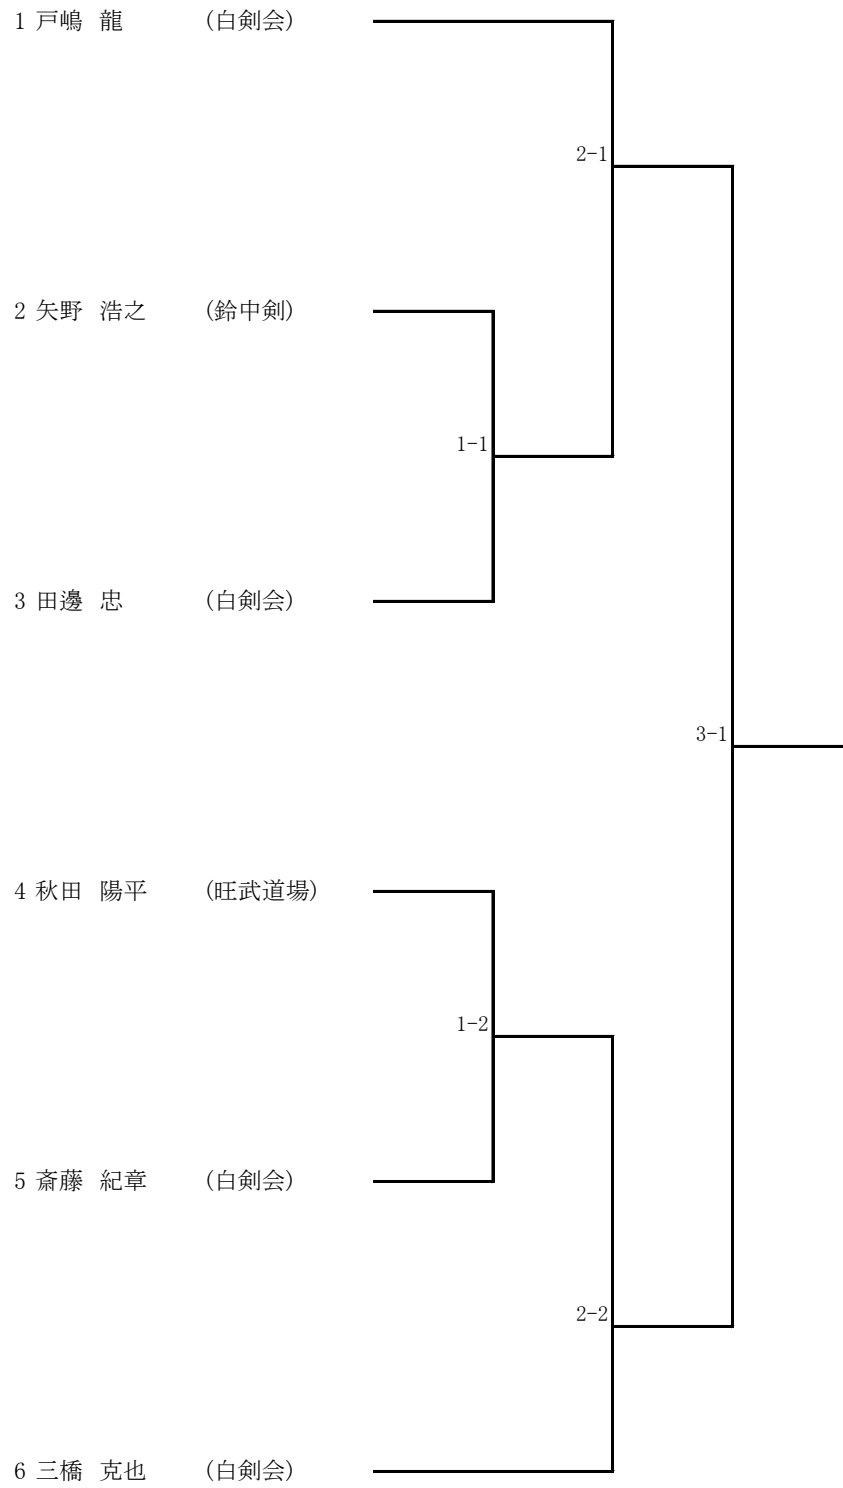 1 戸嶋 龍 (白剣会)
2-1
2 矢野 浩之 (鈴中剣)
1-1
3 田邊 忠 (白剣会)
3-1
4 秋田 陽平 (旺武道場)
1-2
5 斎藤 紀章 (白剣会)
2-2
6 三橋 克也 (白剣会)